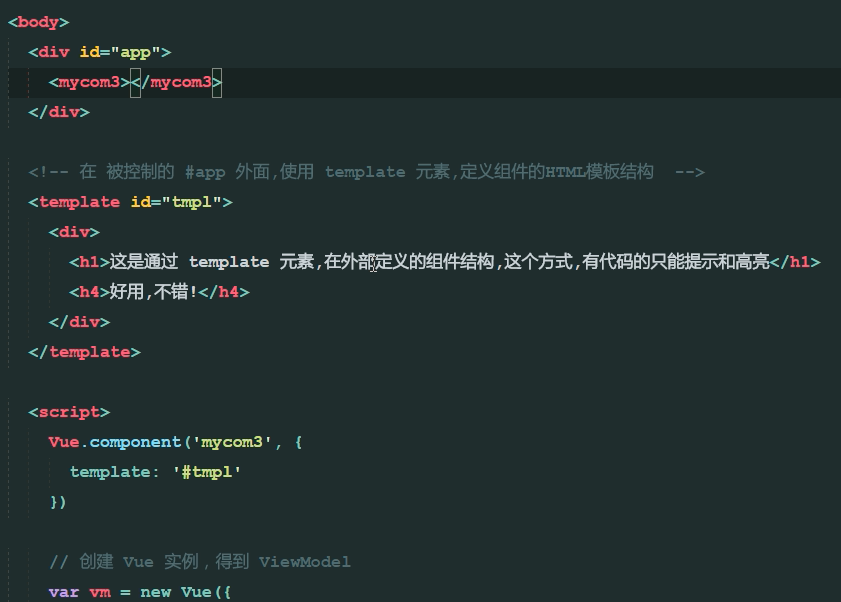 <body>
<div id="app">
<mycom3></mycom3>
</div>
<!-- 在 被控制的 #app 外面,使用 template 元素,定义组件的HTML模板结构 -->
<template id="tmpl">
<div>
<h1>这是通过 template 元素,在外部定义的组件结构,这个方式,有代码的只能提示和高亮</h1>
<h4>好用,不错!</h4>
</div>
</template>
<script>
Vue.component('mycom3', {
template: '#tmpl'
})
// 创建 Vue 实例，得到 ViewModel
var vm = new Vue({